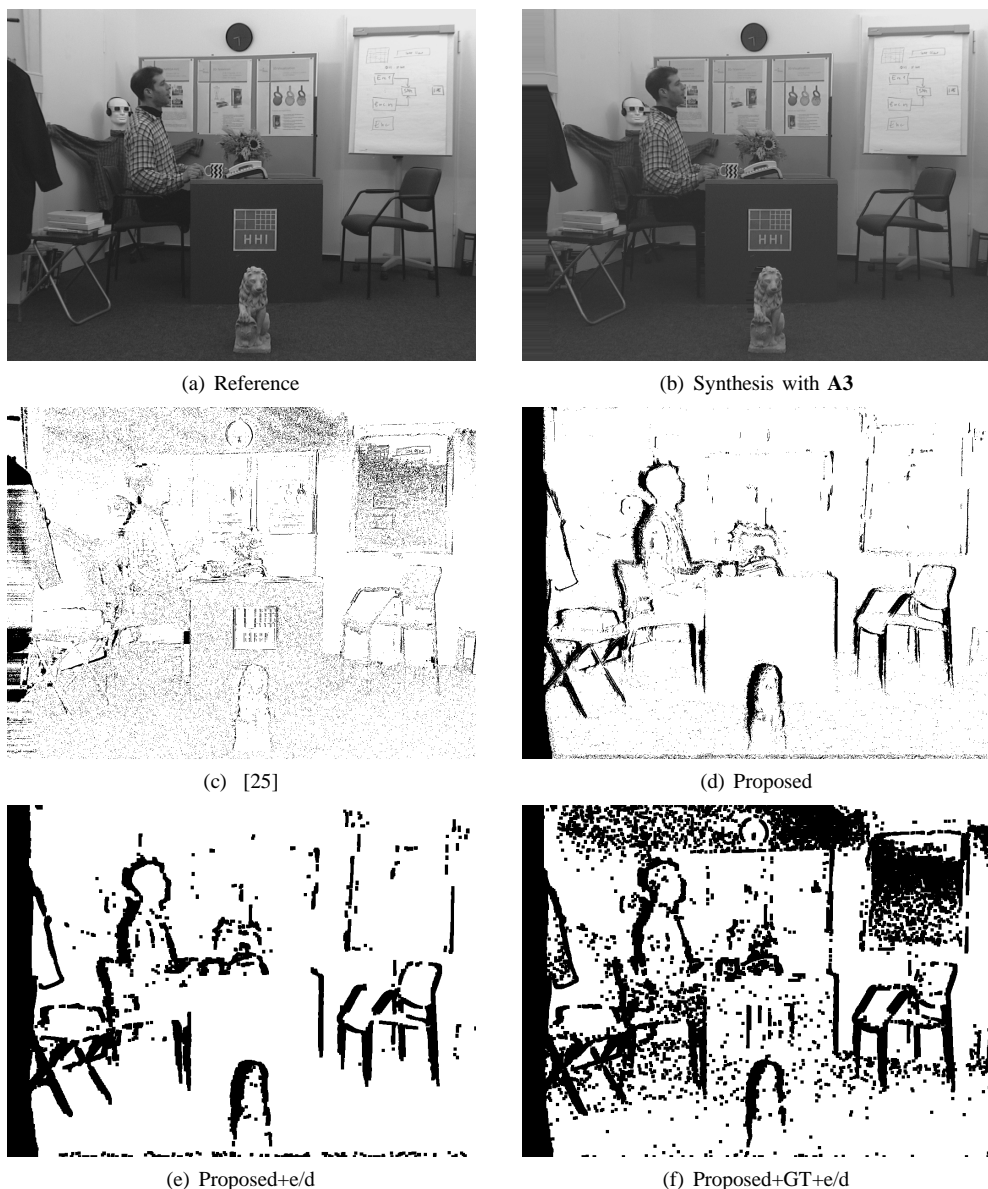 HHI
HHI
(a) Reference
(b) Synthesis with A3
(c) [25]
(d) Proposed
(e) Proposed+e/d
(f) Proposed+GT+e/d